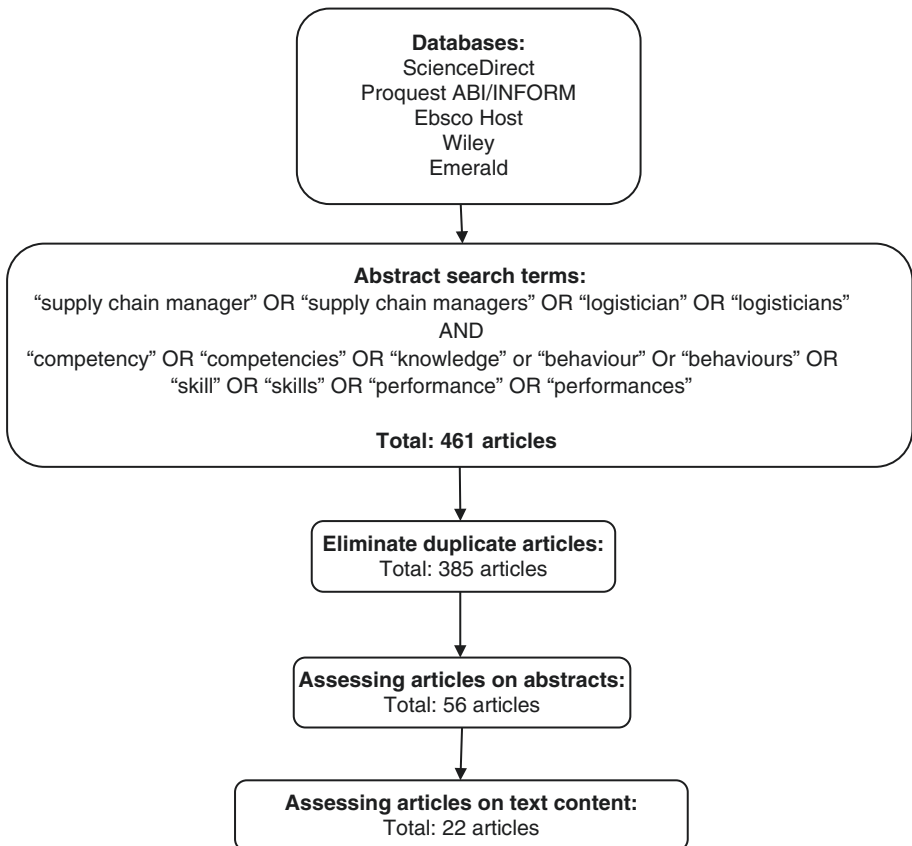 Databases:
ScienceDirect
Proquest ABI/INFORM
Ebsco Host
Wiley
Emerald
Abstract search terms:
“supply chain manager” OR “supply chain managers” OR “logistician” OR “logisticians”
AND
“competency” OR “competencies” OR “knowledge” or “behaviour” Or “behaviours” OR
“skill” OR “skills” OR “performance” OR “performances”
Total: 461 articles
Eliminate duplicate articles:
Total: 385 articles
Assessing articles on abstracts:
Total: 56 articles
Assessing articles on text content:
Total: 22 articles